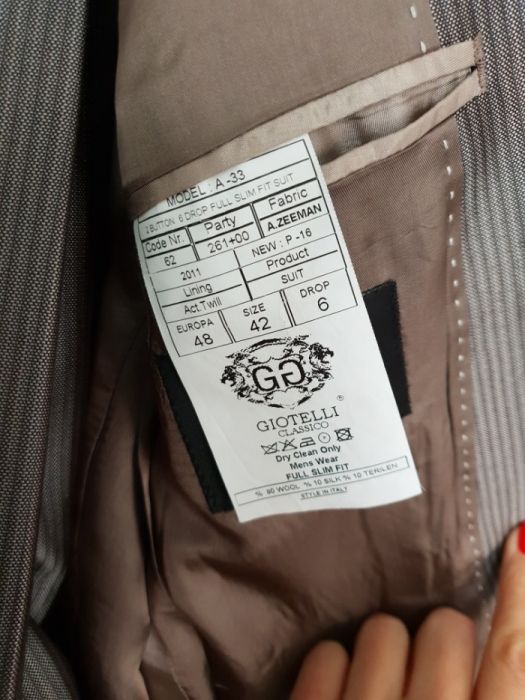 MODEL : A -33
2 BUTTON 6 DROP FULL SLIM FIT SUIT
Code Nr. Party Fabric
62 261+00 A.ZEEMAN
2011 NEW : P -16
Lining Product
Act.Twill SUIT
EUROPA SIZE DROP
48 42 6
GG
GIOTELLI
CLASSICO
Dry Clean Only
Mens Wear
FULL SLIM FIT
% 80 WOOL % 10 SILK % 10 TERILEN
STYLE IN ITALY